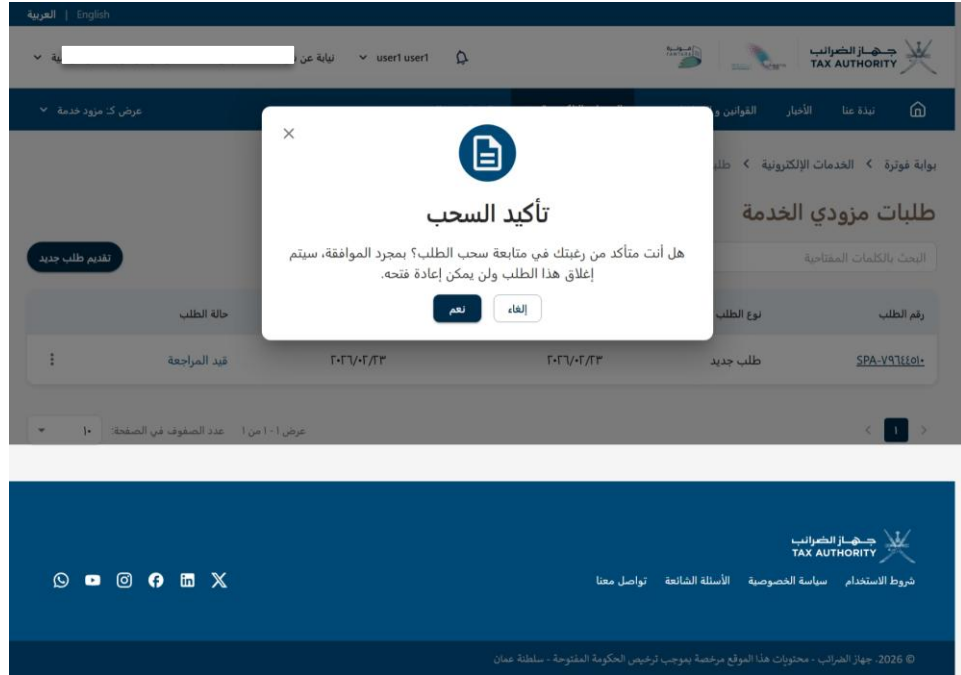 English | العربية
جهاز الضرائب
TAX AUTHORITY
user1 user1
نيابة عن
نبذة عنا
الأخبار
عرض ك: مزود خدمة
بوابة فوترة > الخدمات الإلكترونية >
طلبات مزودي الخدمة
البحث بالكلمات المفتاحية
تقديم طلب جديد
تأكيد السحب
هل أنت متأكد من رغبتك في متابعة سحب الطلب؟ بمجرد الموافقة، سيتم
إغلاق هذا الطلب ولن يمكن إعادة فتحه.
إلغاء
نعم
رقم الطلب
نوع الطلب
حالة الطلب
SPA-٧٩٦٤٤٥١٠
طلب جديد
٢٠٢٦/٠٢/٢٣
٢٠٢٦/٠٢/٢٣
قيد المراجعة
١
عرض ١ - ١ من ١
عدد الصفوف في الصفحة:
١٠
جهاز الضرائب
TAX AUTHORITY
شروط الاستخدام
سياسة الخصوصية
الأسئلة الشائعة
تواصل معنا
© 2026، جهاز الضرائب - محتويات هذا الموقع مرخصة بموجب ترخيص الحكومة المفتوحة - سلطنة عمان